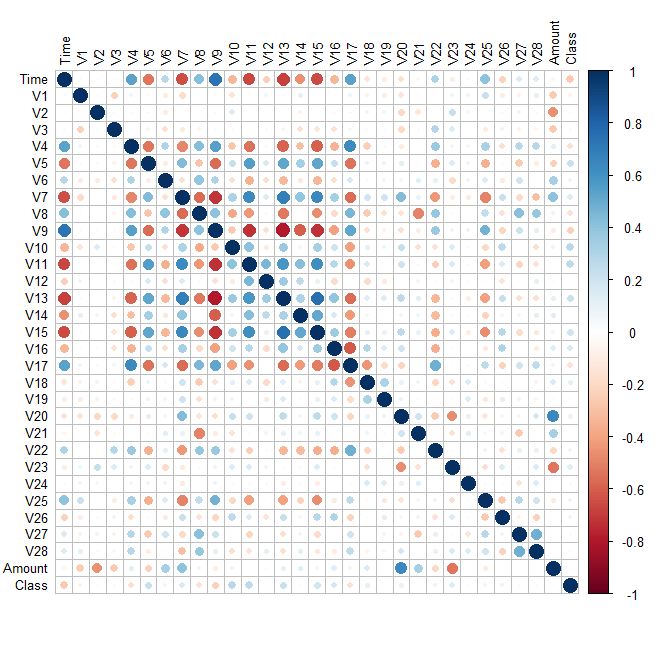 Time V1 V2 V3 V4 V5 V6 V7 V8 V9 V10 V11 V12 V13 V14 V15 V16 V17 V18 V19 V20 V21 V22 V23 V24 V25 V26 V27 V28 Amount Class
Time
V1
V2
V3
V4
V5
V6
V7
V8
V9
V10
V11
V12
V13
V14
V15
V16
V17
V18
V19
V20
V21
V22
V23
V24
V25
V26
V27
V28
Amount
Class
1
0.8
0.6
0.4
0.2
0
-0.2
-0.4
-0.6
-0.8
-1